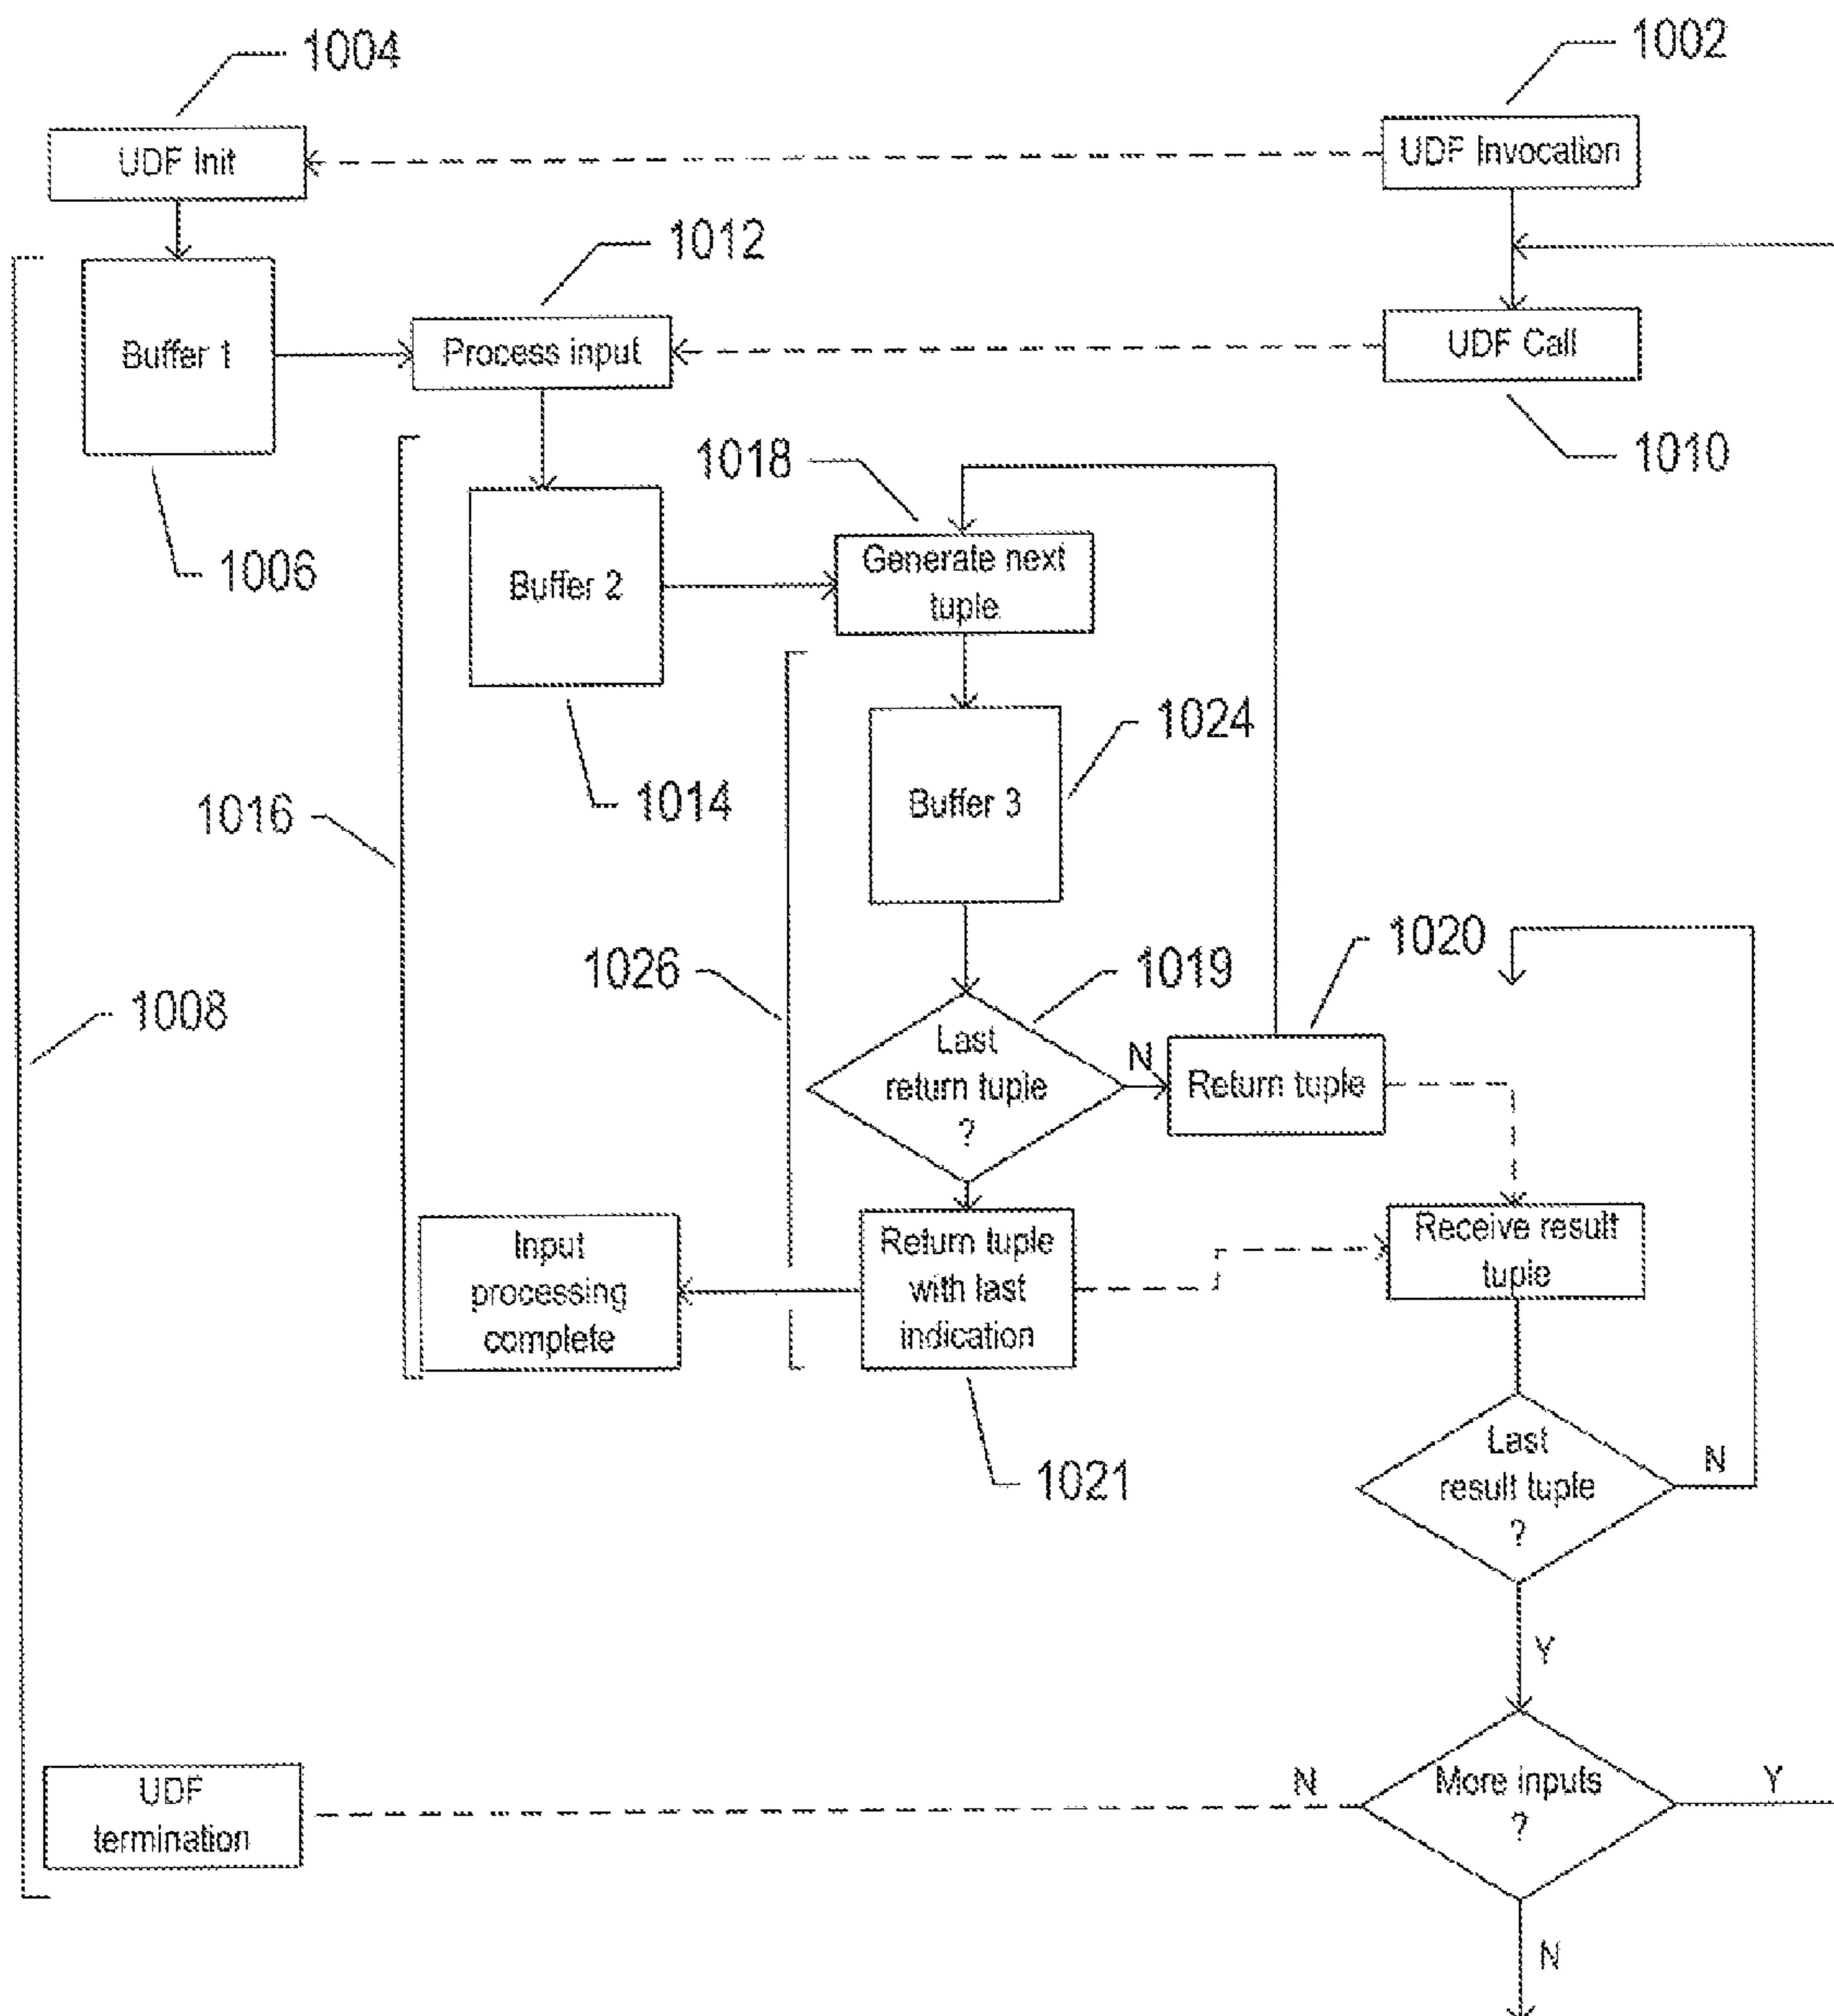 1004
1002
UDF Init
UDF Invocation
1012
Buffer 1
Process input
UDF Call
1018
1010
1006
Buffer 2
Generate next
tuple
1024
1014
Buffer 3
1016
1020
1026
1019
1008
Last
return tuple
?
N
Return tuple
Input
processing
complete
Return tuple
with last
indication
Receive result
tuple
1021
Last
result tuple
?
N
Y
UDF
termination
N
More inputs
?
Y
N